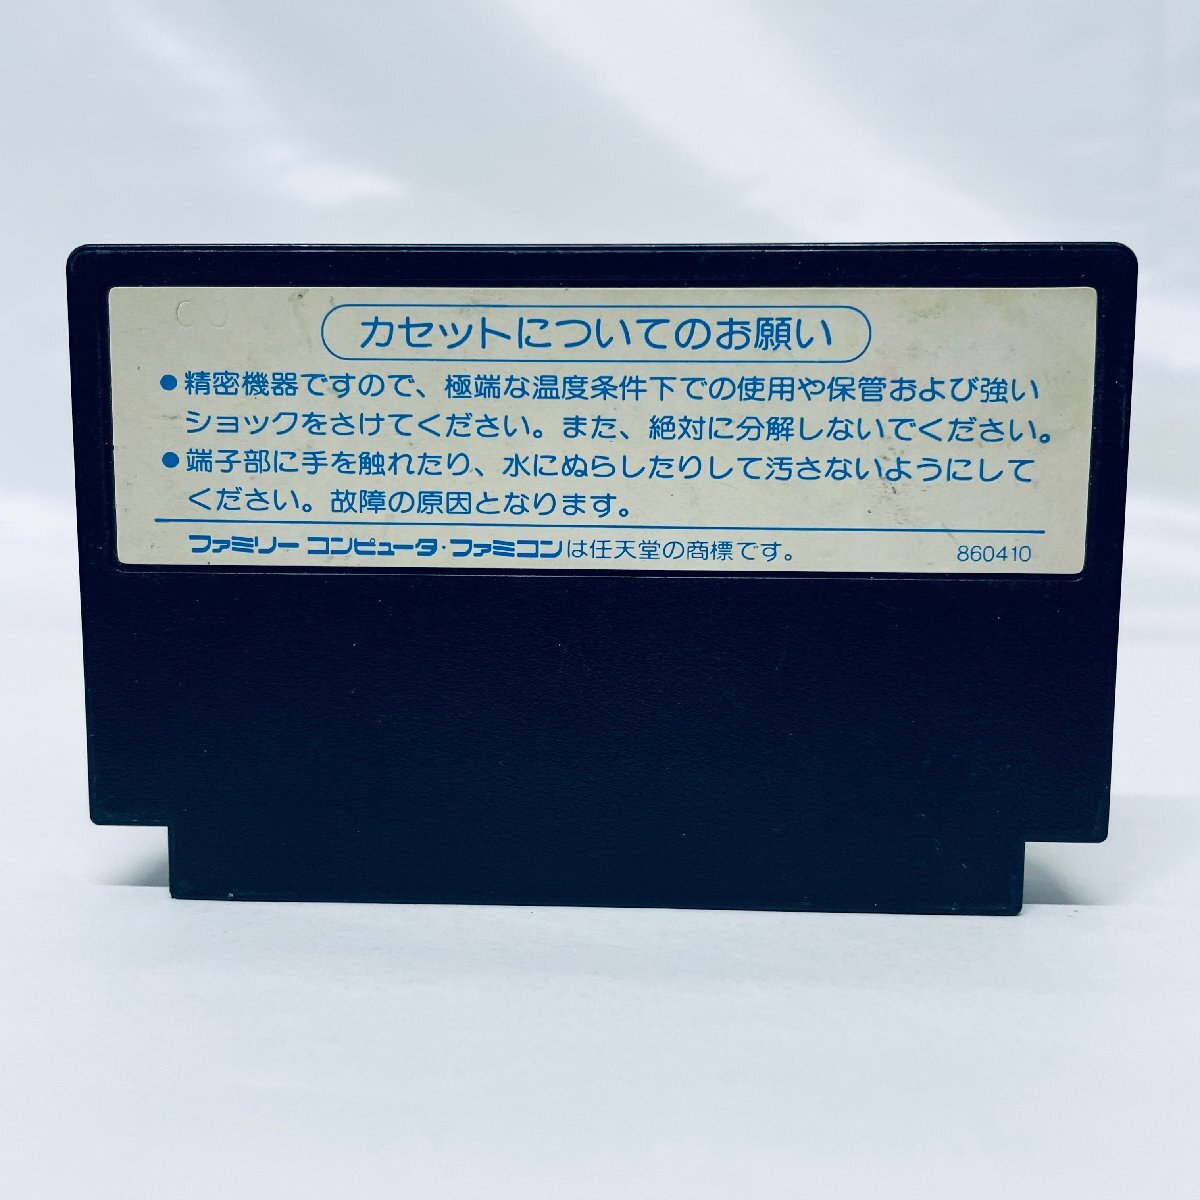 カセットについてのお願い
●精密機器ですので、極端な温度条件下での使用や保管および強い
ショックをさけてください。また、絶対に分解しないでください。
●端子部に手を触れたり、水にぬらしたりして汚さないようにして
ください。故障の原因となります。
ファミリーコンピュータ・ファミコンは任天堂の商標です。 860410